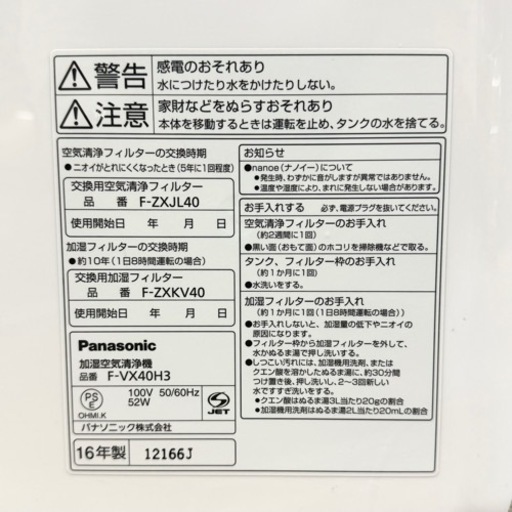 警告
感電のおそれあり
水につけたり水をかけたりしない。
注意
家財などをぬらすおそれあり
本体を移動するときは運転を止め、タンクの水を捨てる。
空気清浄フィルターの交換時期
●ニオイがとれにくくなったとき(5年に1回程度)
交換用空気清浄フィルター
品 番 F-ZXJL40
使用開始日 年 月 日
加湿フィルターの交換時期
●約10年(1日8時間運転の場合)
交換用加湿フィルター
品 番 F-ZXKV40
使用開始日 年 月 日
Panasonic
加湿空気清浄機
品番 F-VX40H3
PS
E
OHMI.K
100V 50/60Hz
52W
S
JET
パナソニック株式会社
16年製 12166J
お知らせ
●nanoe(ナノイー)について
●発生時、わずかに音がしますが異常ではありません。
●温度や湿度により、まれに発生しない場合があります。
お手入れする 必ず、電源プラグを抜いてください。
空気清浄フィルターのお手入れ
(約2週間に1回)
●黒い面(おもて面)のホコリを掃除機などで取る。
タンク、フィルター枠のお手入れ
(約1か月に1回)
●水洗いをする。
加湿フィルターのお手入れ
(約1か月に1回(1日8時間運転の場合))
●お手入れしないと、加湿量の低下やニオイの
原因になります。
●フィルター枠から加湿フィルターを外して、
水かぬるま湯で押し洗いしてください。
●しつこい汚れには、加湿機用洗剤、または
クエン酸を溶かしたぬるま湯で、約30分間
つけ置き後、押し洗いし、2〜3回新しい
水ですすぎ洗いをする。
●クエン酸はぬるま湯3L当たり20gの割合
●加湿機用洗剤はぬるま湯2L当たり20mLの割合